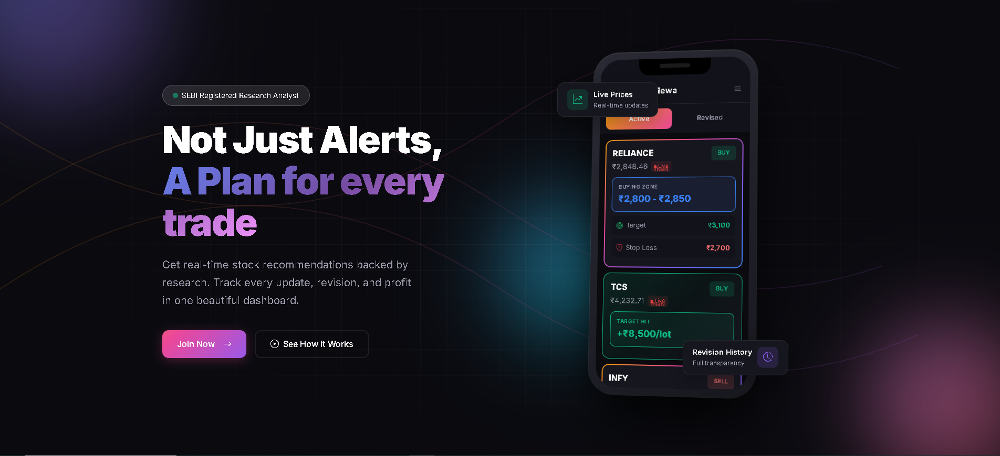 SEBI Registered Research Analyst
Not Just Alerts,
A Plan for every
trade
Get real-time stock recommendations backed by
research. Track every update, revision, and profit
in one beautiful dashboard.
Join Now
See How It Works
Live Prices
Real-time updates
Active
Revised
RELIANCE
BUY
₹2,848.46
Live
₹NaN
BUYING ZONE
₹2,800 - ₹2,850
Target
₹3,100
Stop Loss
₹2,700
TCS
BUY
₹4,232.71
Live
₹NaN
TARGET HIT
+₹8,500/lot
Revision History
Full transparency
INFY
SELL